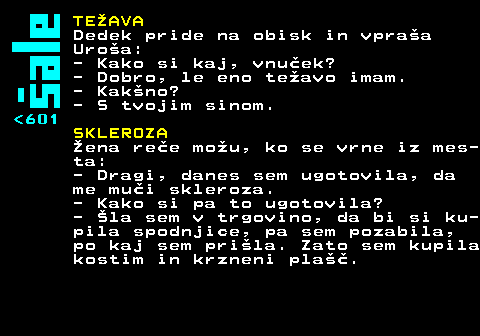 Šale
<601
TEŽAVA
Dedek pride na obisk in vpraša
Uroša:
- Kako si kaj, vnuček?
- Dobro, le eno težavo imam.
- Kakšno?
- S tvojim sinom.
SKLEROZA
Žena reče možu, ko se vrne iz mes-
ta:
- Dragi, danes sem ugotovila, da
me muči skleroza.
- Kako si pa to ugotovila?
- Šla sem v trgovino, da bi si ku-
pila spodnjice, pa sem pozabila,
po kaj sem prišla. Zato sem kupila
kostim in krzneni plašč.